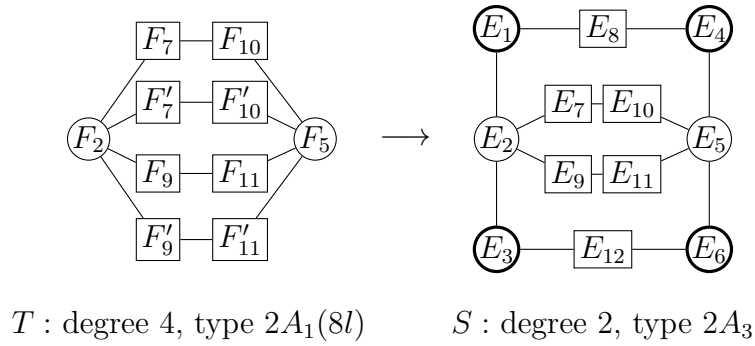 F₇ F₁₀ E₁ E₈ E₄
F′₇ F′₁₀ E₇ E₁₀
F₂ F₅ → E₂ E₅
F₉ F₁₁ E₉ E₁₁
F′₉ F′₁₁ E₃ E₁₂ E₆
T : degree 4, type 2A₁(8l) S : degree 2, type 2A₃